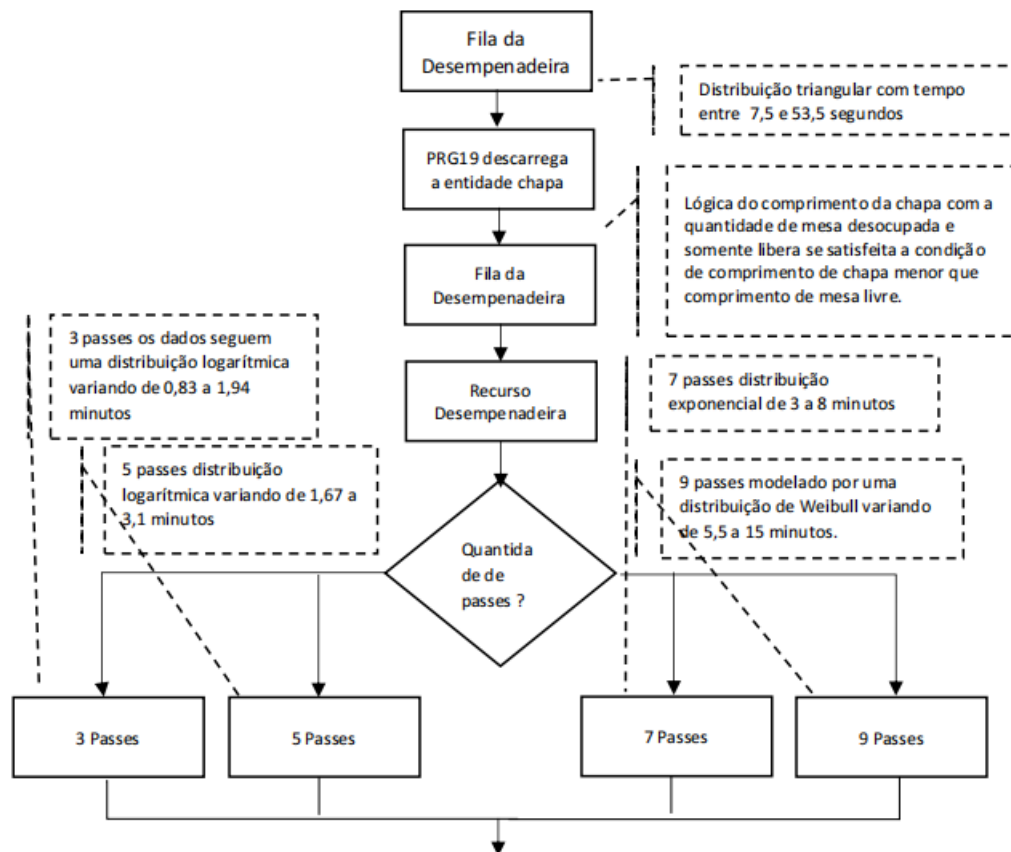 Fila da
Desempenadeira
Distribuição triangular com tempo
entre 7,5 e 53,5 segundos
PRG19 descarrega
a entidade chapa
Lógica do comprimento da chapa com a
quantidade de mesa desocupada e
somente libera se satisfeita a condição
de comprimento de chapa menor que
comprimento de mesa livre.
Fila da
Desempenadeira
3 passes os dados seguem
uma distribuição logarítmica
variando de 0,83 a 1,94
minutos
Recurso
Desempenadeira
7 passes distribuição
exponencial de 3 a 8 minutos
5 passes distribuição
logarítmica variando de 1,67 a
3,1 minutos
9 passes modelado por uma
distribuição de Weibull variando
de 5,5 a 15 minutos.
Quantida
de de
passes ?
3 Passes
5 Passes
7 Passes
9 Passes